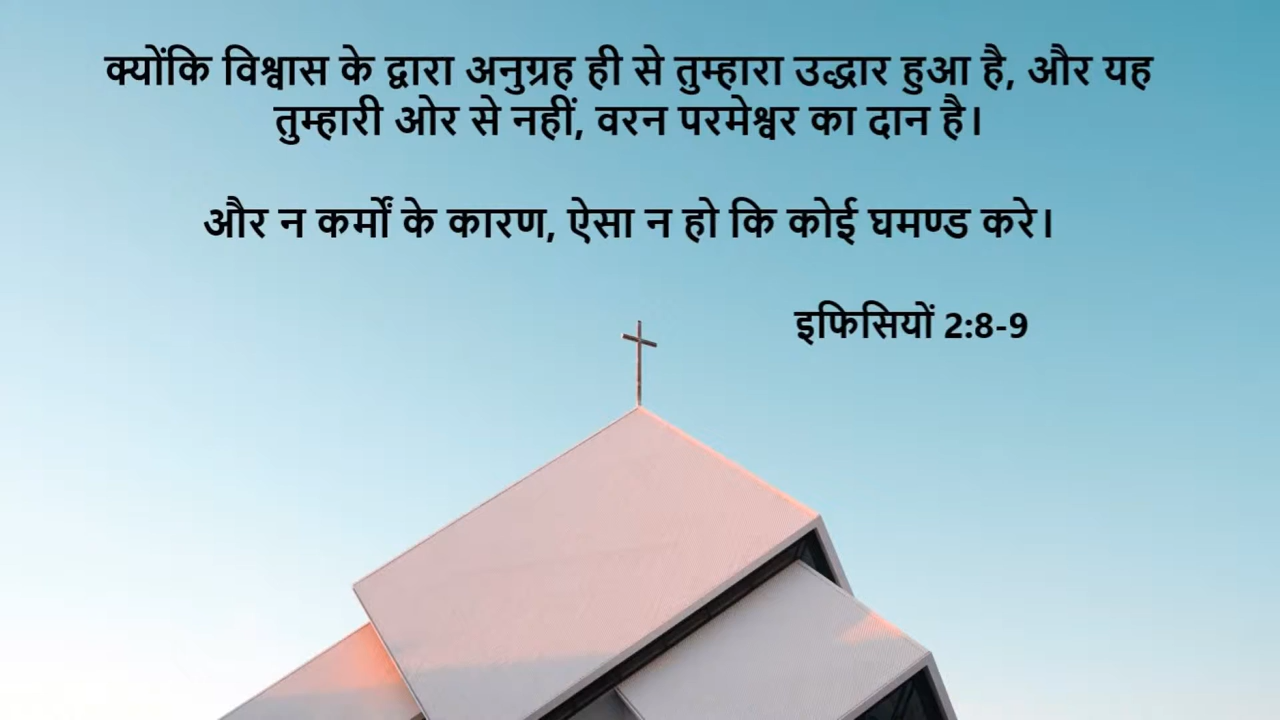 क्योंकि विश्वास के द्वारा अनुग्रह ही से तुम्हारा उद्धार हुआ है, और यह
तुम्हारी ओर से नहीं, वरन परमेश्वर का दान है।
और न कर्मों के कारण, ऐसा न हो कि कोई घमण्ड करे।
इफिसियों 2:8-9